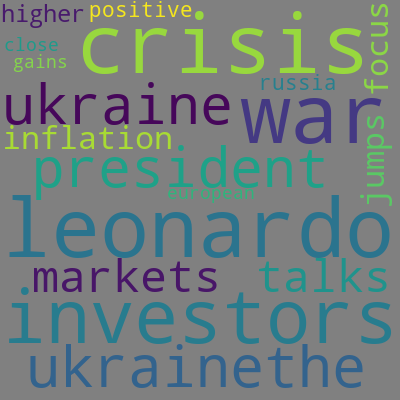 higher positive
crisis
close
gains
focus
russia
ukraine
war
inflation
jumps
president
european
leonardo
markets talks
investors
ukrainethe